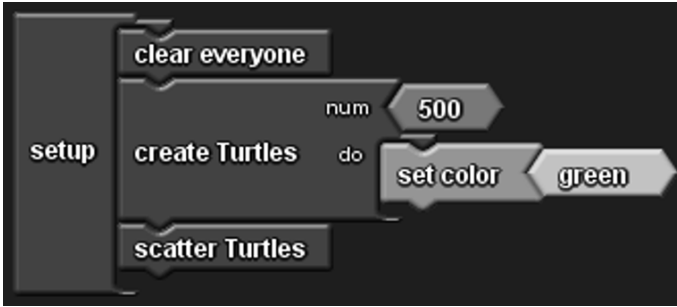 clear everyone
num 500
setup create Turtles do
set color green
scatter Turtles